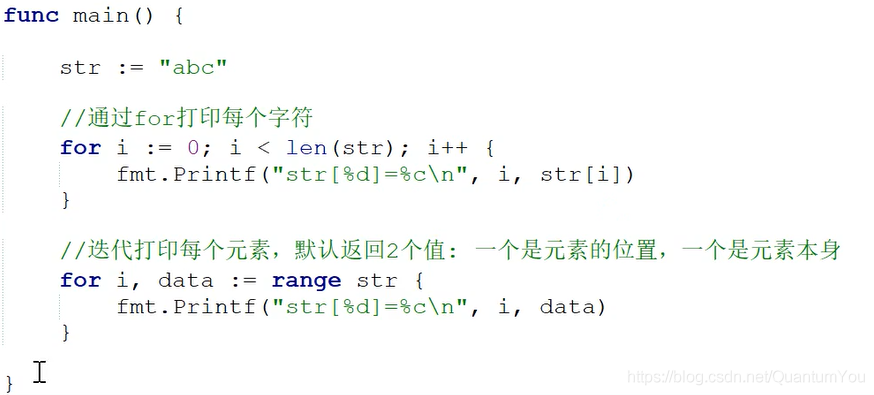 func main() {
str := "abc"
//通过for打印每个字符
for i := 0; i < len(str); i++ {
fmt.Printf("str[%d]=%c\n", i, str[i])
}
//迭代打印每个元素，默认返回2个值: 一个是元素的位置，一个是元素本身
for i, data := range str {
fmt.Printf("str[%d]=%c\n", i, data)
}
}
https://blog.csdn.net/QuantumYou